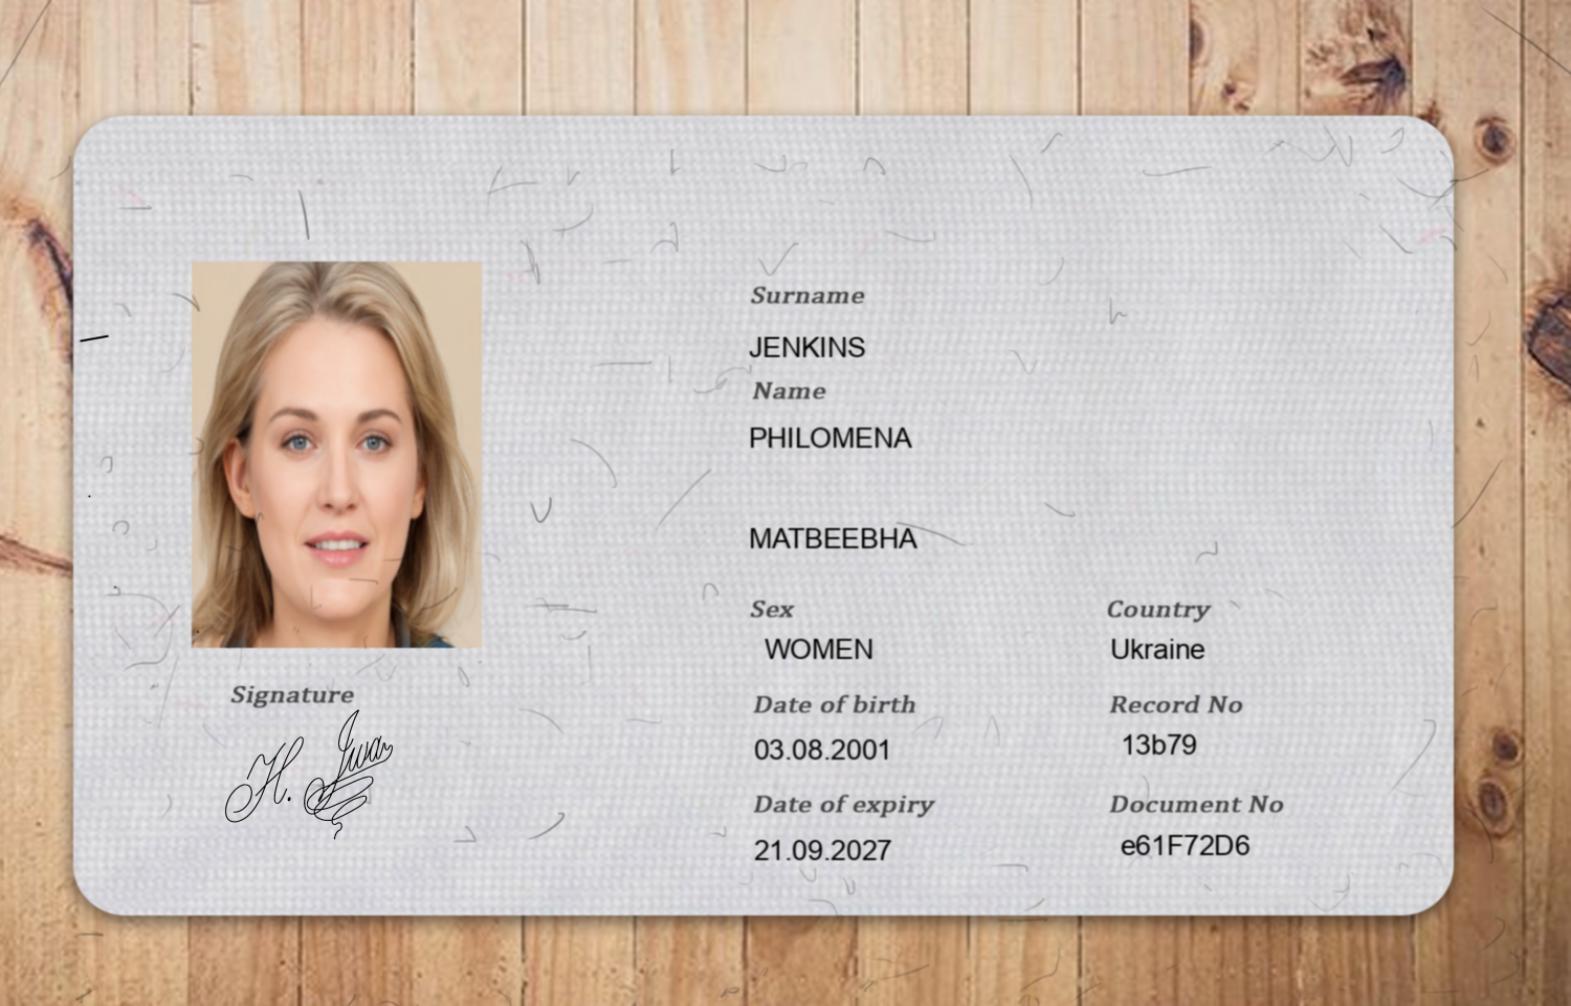 Surname
JENKINS
Name
PHILOMENA
MATBEEBHA
Sex
Country
WOMEN
Ukraine
Date of birth
Record No
03.08.2001
13b79
Date of expiry
Document No
21.09.2027
e61F72D6
Signature